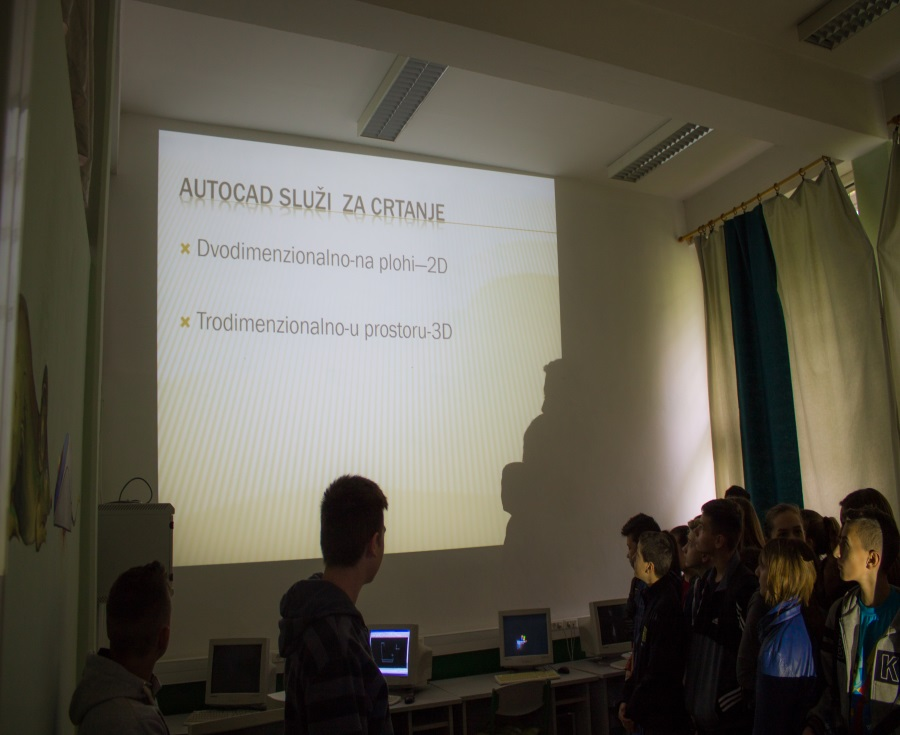 AUTOCAD SLUŽI ZA CRTANJE
Dvodimenzionalno-na plohi–2D
Trodimenzionalno-u prostoru-3D
K